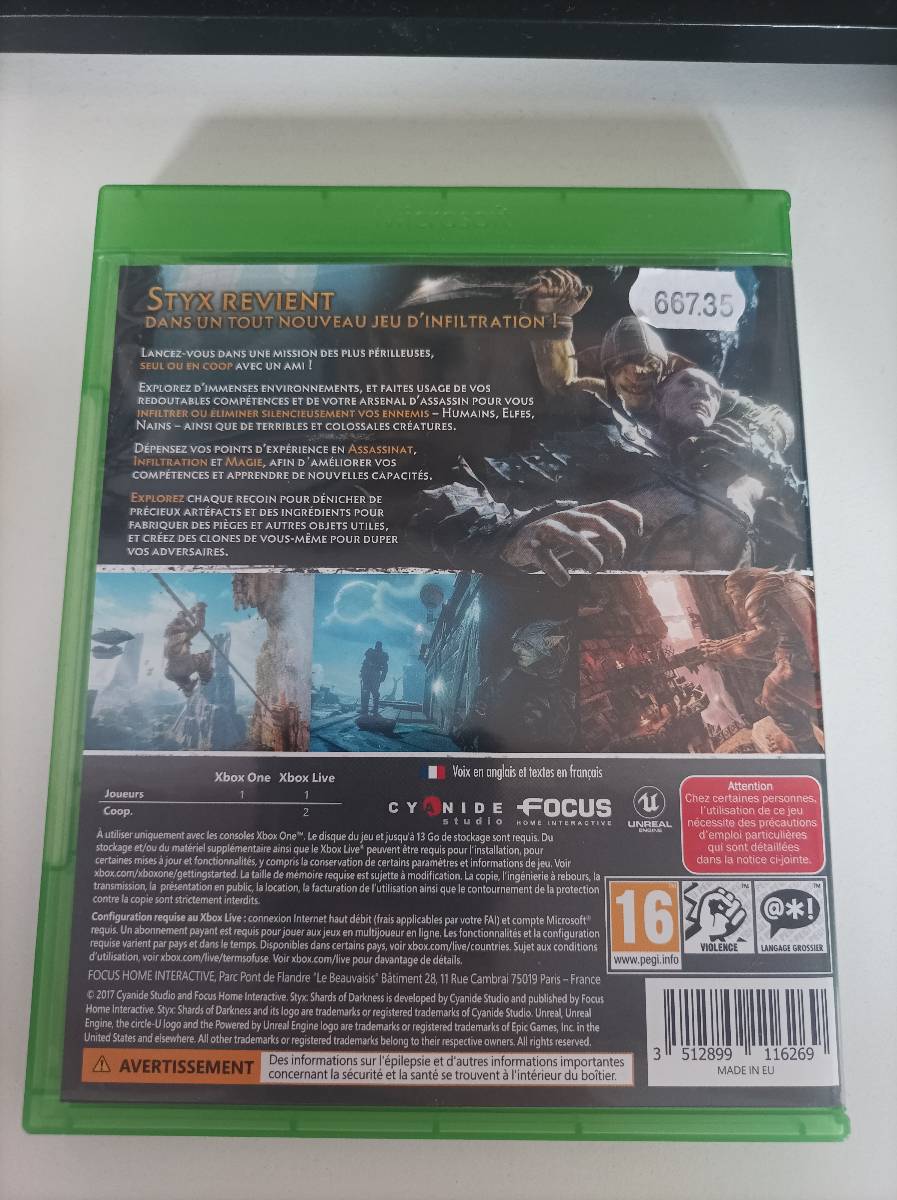 Microsoft
STYX REVIENT
DANS UN TOUT NOUVEAU JEU D'INFILTRATION !
667.35
LANCEZ-VOUS DANS UNE MISSION DES PLUS PÉRILLEUSES,
SEUL OU EN COOP AVEC UN AMI !
EXPLOREZ D'IMMENSES ENVIRONNEMENTS, ET FAITES USAGE DE VOS
REDOUTABLES COMPÉTENCES ET DE VOTRE ARSENAL D'ASSASSIN POUR VOUS
INFILTRER OU ÉLIMINER SILENCIEUSEMENT VOS ENNEMIS – HUMAINS, ELFES,
NAINS – AINSI QUE DE TERRIBLES ET COLOSSALES CRÉATURES.
DÉPENSEZ VOS POINTS D'EXPÉRIENCE EN ASSASSINAT,
INFILTRATION ET MAGIE, AFIN D'AMÉLIORER VOS
COMPÉTENCES ET APPRENDRE DE NOUVELLES CAPACITÉS.
EXPLOREZ CHAQUE RECOIN POUR DÉNICHER DE
PRÉCIEUX ARTÉFACTS ET DES INGRÉDIENTS POUR
FABRIQUER DES PIÈGES ET AUTRES OBJETS UTILES,
ET CRÉEZ DES CLONES DE VOUS-MÊME POUR DUPER
VOS ADVERSAIRES.
Xbox One Xbox Live
Joueurs 1 1
Coop. 2
Voix en anglais et textes en français
CYANIDE studio
FOCUS HOME INTERACTIVE
UNREAL ENGINE
Attention
Chez certaines personnes,
l'utilisation de ce jeu
nécessite des précautions
d'emploi particulières
qui sont détaillées
dans la notice ci-jointe.
À utiliser uniquement avec les consoles Xbox One™. Le disque du jeu et jusqu'à 13 Go de stockage sont requis. Du
stockage et/ou du matériel supplémentaire ainsi que le Xbox Live® peuvent être requis pour l'installation, pour
certaines mises à jour et fonctionnalités, y compris la conservation de certains paramètres et informations de jeu. Voir
xbox.com/xboxone/gettingstarted. La taille de mémoire requise est sujette à modification. La copie, l'ingénierie à rebours, la
transmission, la présentation en public, la location, la facturation de l'utilisation ainsi que le contournement de la protection
contre la copie sont strictement interdits.
Configuration requise au Xbox Live : connexion Internet haut débit (frais applicables par votre FAI) et compte Microsoft®
requis. Un abonnement payant est requis pour jouer aux jeux en multijoueur en ligne. Les fonctionnalités et la configuration
requise varient par pays et dans le temps. Disponibles dans certains pays, voir xbox.com/live/countries. Sujet aux conditions
d'utilisation, voir xbox.com/live/termsofuse. Voir xbox.com/live pour davantage de détails.
16
www.pegi.info
VIOLENCE
@*!
LANGAGE GROSSIER
FOCUS HOME INTERACTIVE, Parc Pont de Flandre "Le Beauvaisis" Bâtiment 28, 11 Rue Cambrai 75019 Paris – France
© 2017 Cyanide Studio and Focus Home Interactive. Styx: Shards of Darkness is developed by Cyanide Studio and published by Focus
Home Interactive. Styx: Shards of Darkness and its logo are trademarks or registered trademarks of Cyanide Studio. Unreal, Unreal
Engine, the circle-U logo and the Powered by Unreal Engine logo are trademarks or registered trademarks of Epic Games, Inc. in the
United States and elsewhere. All other trademarks or registered trademarks belong to their respective owners. All rights reserved.
AVERTISSEMENT
Des informations sur l'épilepsie et d'autres informations importantes
concernant la sécurité et la santé se trouvent à l'intérieur du boîtier.
3 512899 116269
MADE IN EU